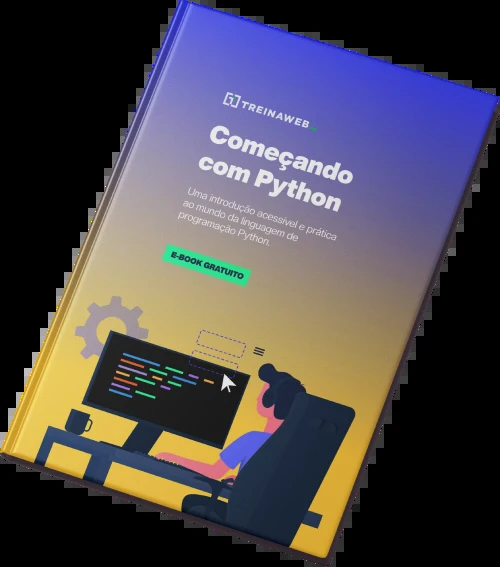 TREINAWEB
Começando
com Python
Uma introdução acessível e prática
ao mundo da linguagem de
programação Python.
E-BOOK GRATUITO